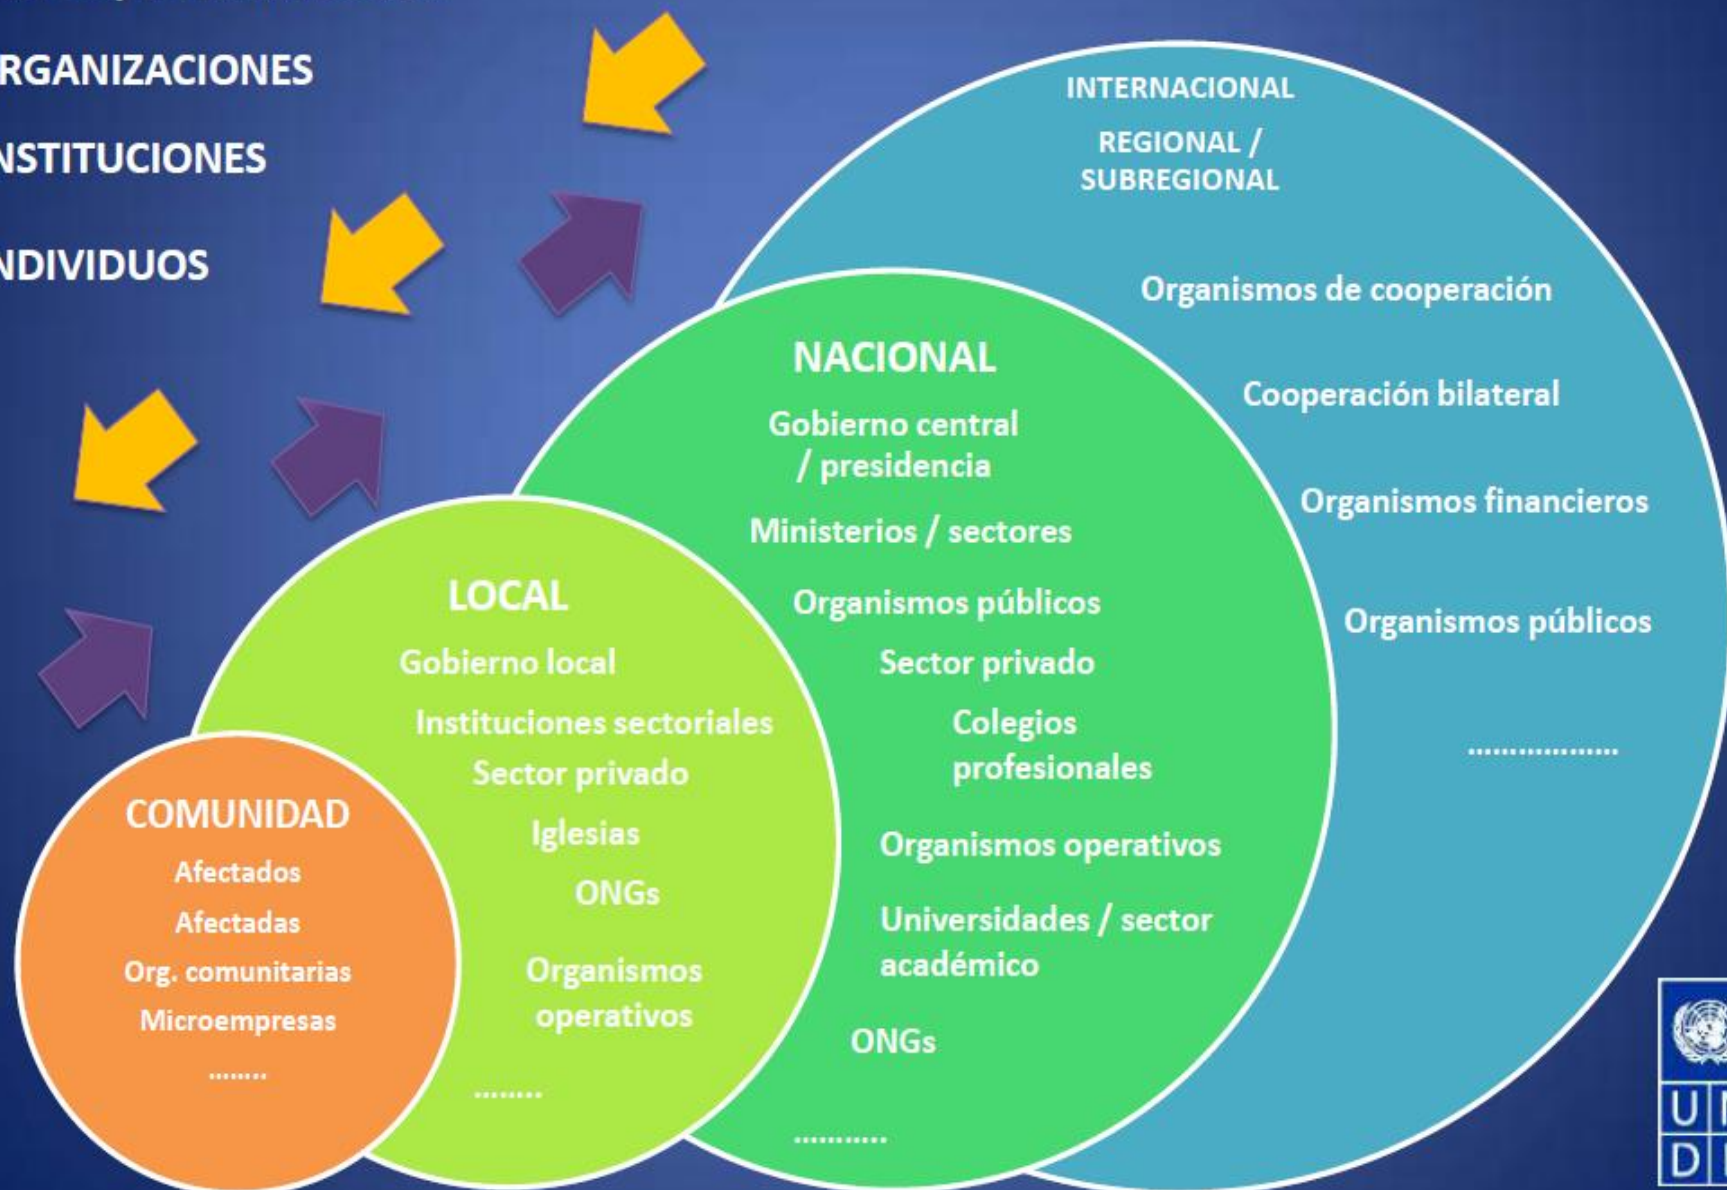 RGANIZACIONES
NSTITUCIONES
NDIVIDUOS
INTERNACIONAL
REGIONAL /
SUBREGIONAL
Organismos de cooperación
Cooperación bilateral
Organismos financieros
Organismos públicos
..................
NACIONAL
Gobierno central
/ presidencia
Ministerios / sectores
Organismos públicos
Sector privado
Colegios
profesionales
Organismos operativos
Universidades / sector
académico
ONGs
...........
LOCAL
Gobierno local
Instituciones sectoriales
Sector privado
Iglesias
ONGs
Organismos
operativos
........
COMUNIDAD
Afectados
Afectadas
Org. comunitarias
Microempresas
........
U
D